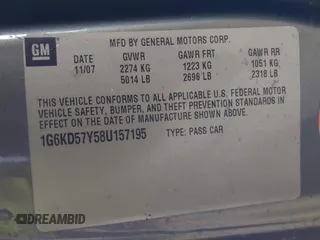 GM
MFD BY GENERAL MOTORS CORP.
DATE GVWR GAWR FRT GAWR RR
11/07 2274 KG 1223 KG 1051 KG
5014 LB 2696 LB 2318 LB
THIS VEHICLE CONFORMS TO ALL APPLICABLE U.S. FEDERAL MOTOR
VEHICLE SAFETY, BUMPER, AND THEFT PREVENTION STANDARDS IN
EFFECT ON THE DATE OF MANUFACTURE SHOWN ABOVE.
1G6KD57Y58U157195 TYPE: PASS CAR
DREAMBID